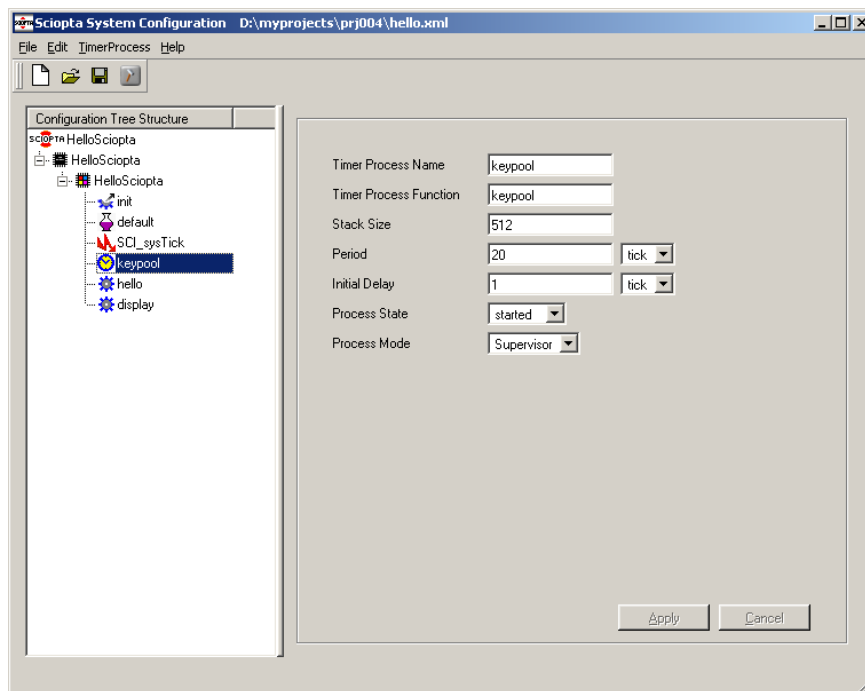 Sciopta System Configuration D:\myprojects\prj004\hello.xml
File Edit TimerProcess Help
Configuration Tree Structure
SCIOPTA HelloSciopta
HelloSciopta
HelloSciopta
init
default
SCI_sysTick
keypool
hello
display
Timer Process Name keypool
Timer Process Function keypool
Stack Size 512
Period 20 tick
Initial Delay 1 tick
Process State started
Process Mode Supervisor
Apply Cancel